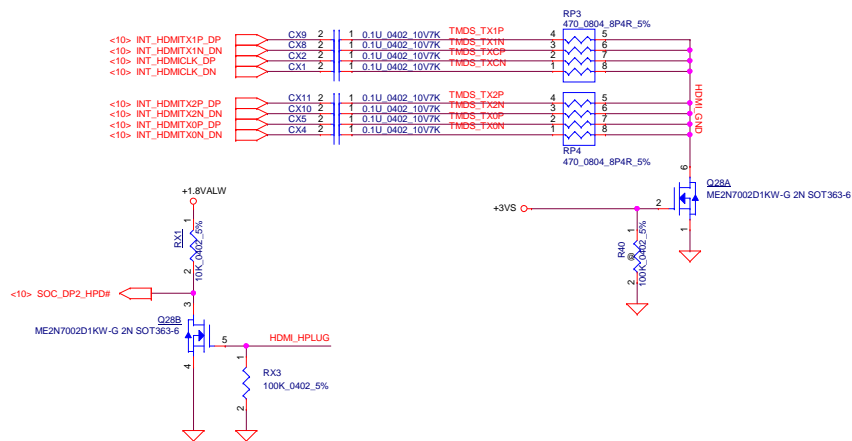 RP3
470_0804_8P4R_5%
<10> INT_HDMITX1P_DP CX9 2 1 0.1U_0402_10V7K TMDS_TX1P 4 5
<10> INT_HDMITX1N_DN CX8 2 1 0.1U_0402_10V7K TMDS_TX1N 3 6
<10> INT_HDMICLK_DP CX2 2 1 0.1U_0402_10V7K TMDS_TXCP 2 7
<10> INT_HDMICLK_DN CX1 2 1 0.1U_0402_10V7K TMDS_TXCN 1 8
<10> INT_HDMITX2P_DP CX11 2 1 0.1U_0402_10V7K TMDS_TX2P 4 5
<10> INT_HDMITX2N_DN CX10 2 1 0.1U_0402_10V7K TMDS_TX2N 3 6
<10> INT_HDMITX0P_DP CX5 2 1 0.1U_0402_10V7K TMDS_TX0P 2 7
<10> INT_HDMITX0N_DN CX4 2 1 0.1U_0402_10V7K TMDS_TX0N 1 8
HDMI_GND
RP4
470_0804_8P4R_5%
6
Q28A
ME2N7002D1KW-G 2N SOT363-6
+3VS
2
1
1
R40
@
100K_0402_5%
2
+1.8VALW
1
RX1
10K_0402_5%
2
<10> SOC_DP2_HPD#
3
Q28B
ME2N7002D1KW-G 2N SOT363-6
5
HDMI_HPLUG
4
1
RX3
100K_0402_5%
2